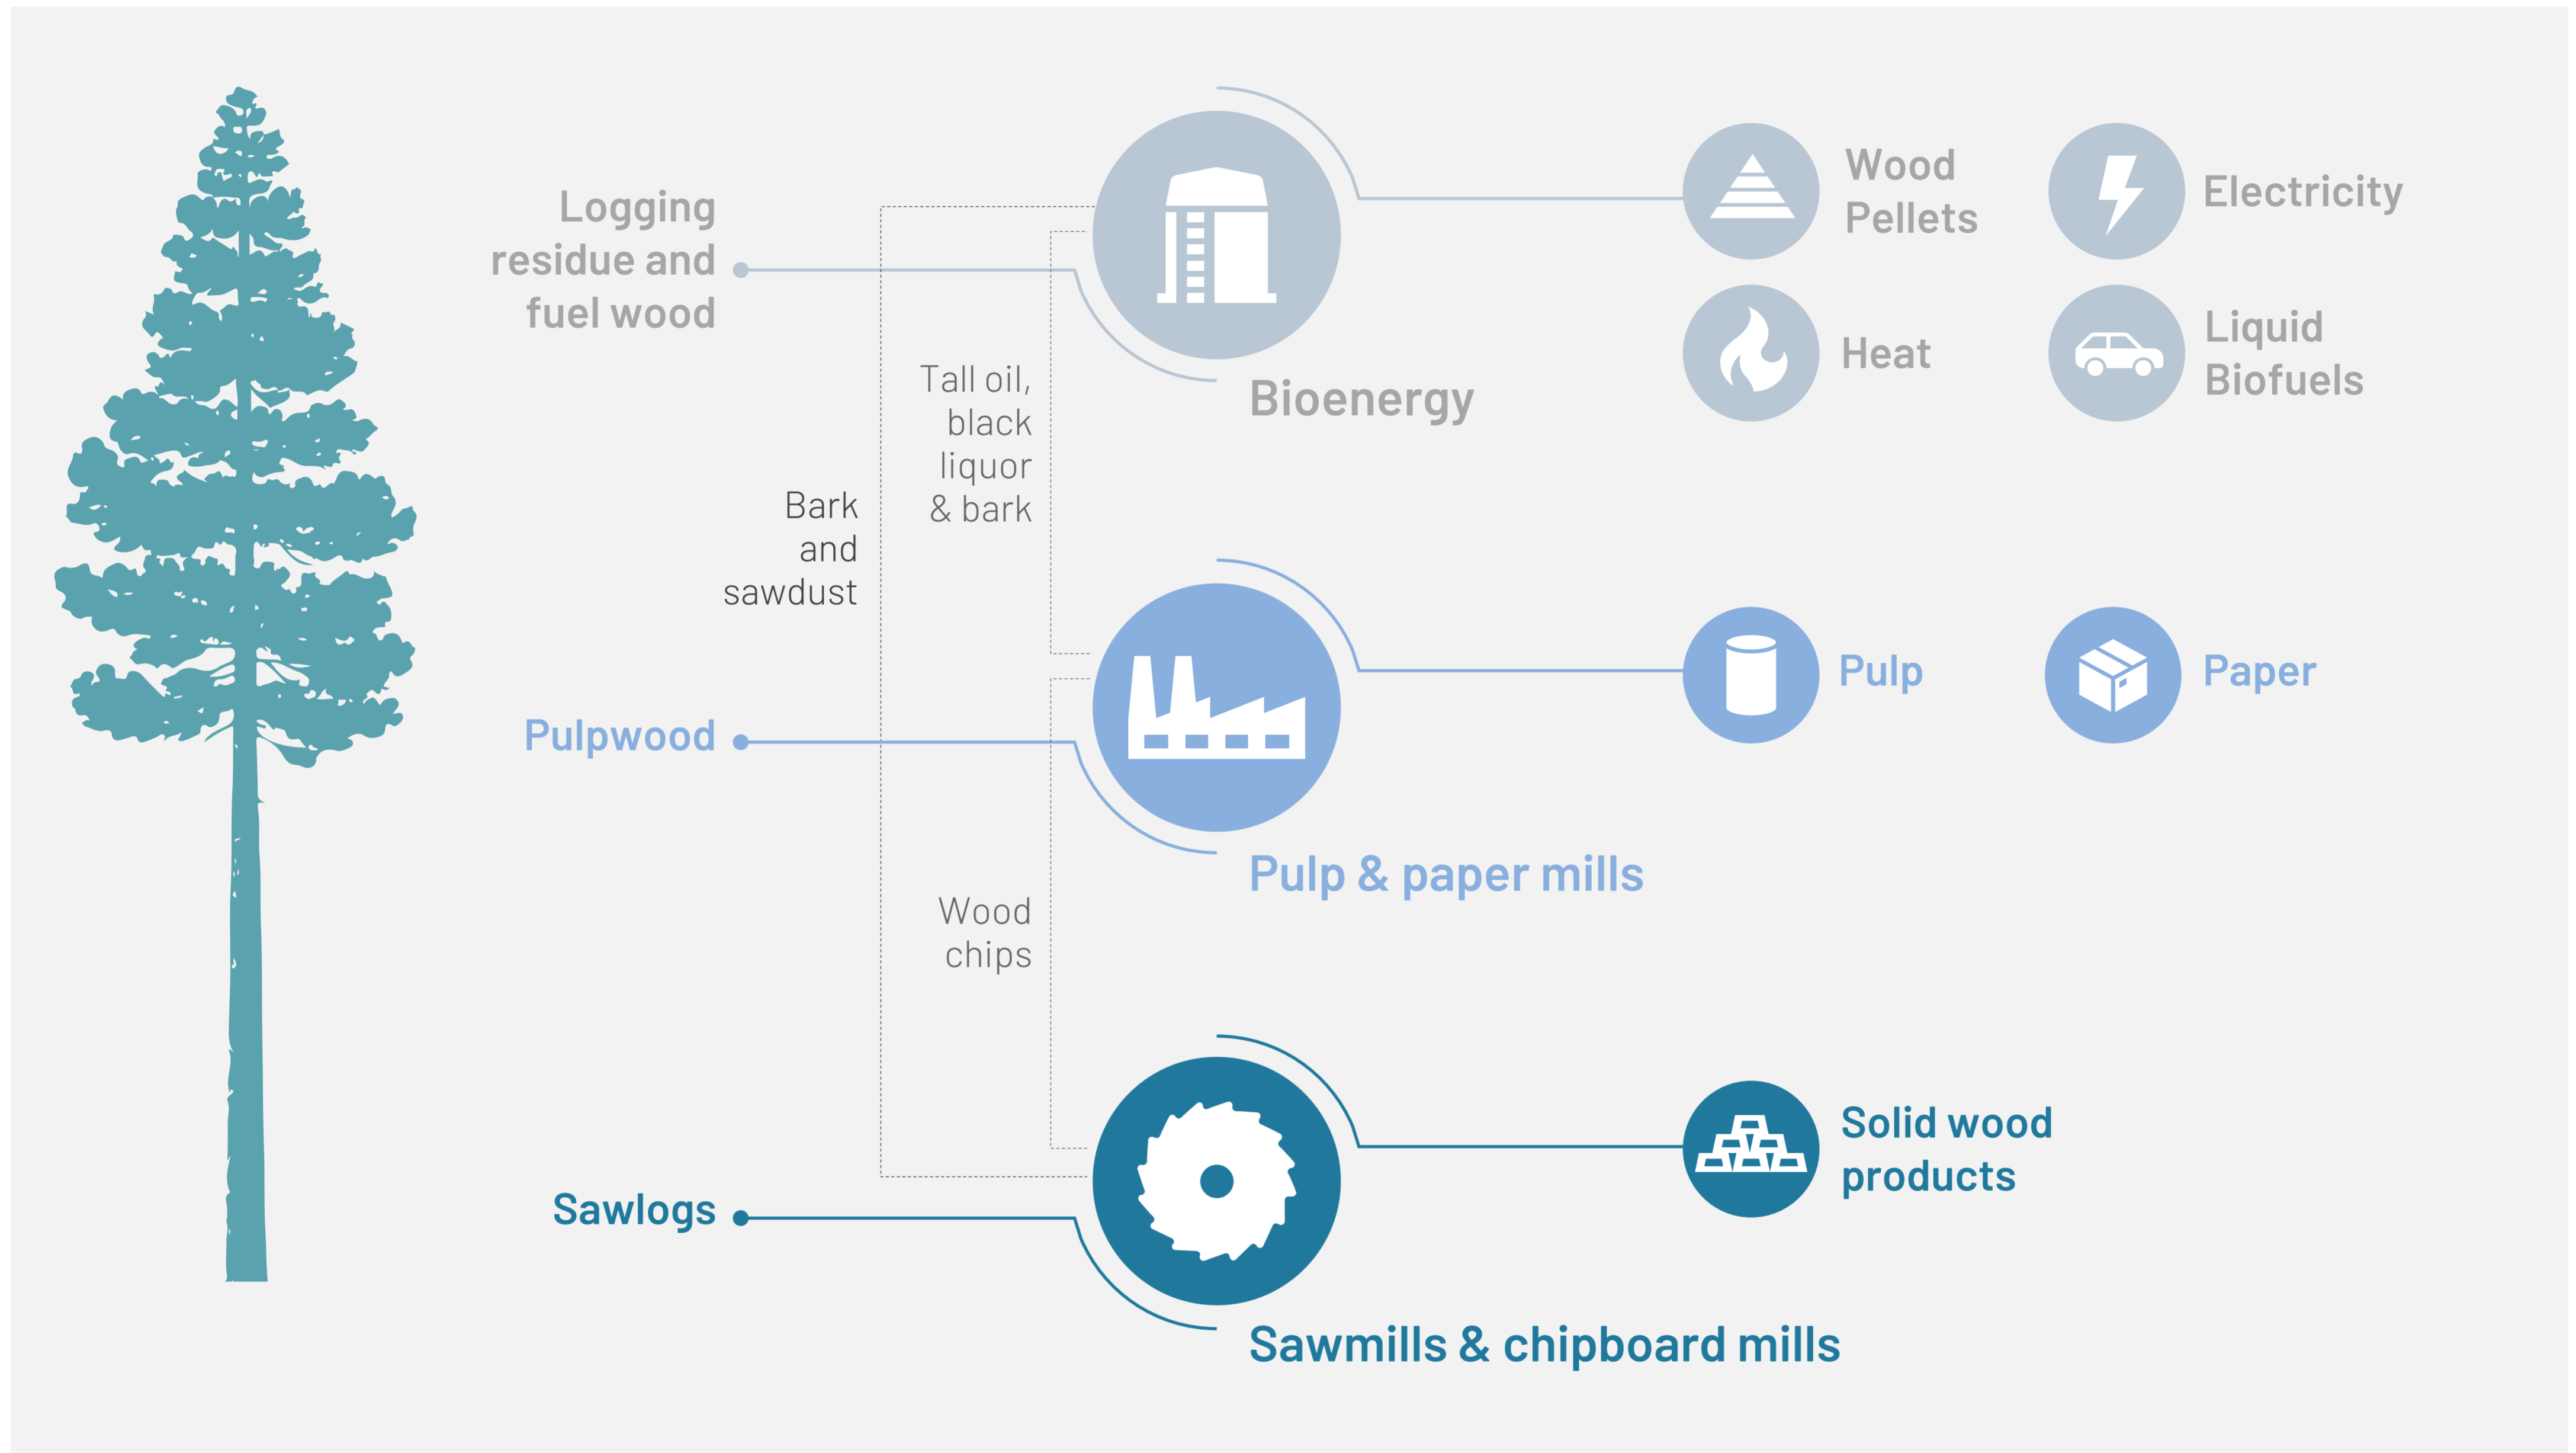 Logging
residue and
fuel wood
Tall oil,
black
liquor
& bark
Bark
and
sawdust
Bioenergy
Wood
Pellets
Electricity
Heat
Liquid
Biofuels
Pulpwood
Pulp & paper mills
Pulp
Paper
Wood
chips
Sawlogs
Sawmills & chipboard mills
Solid wood
products